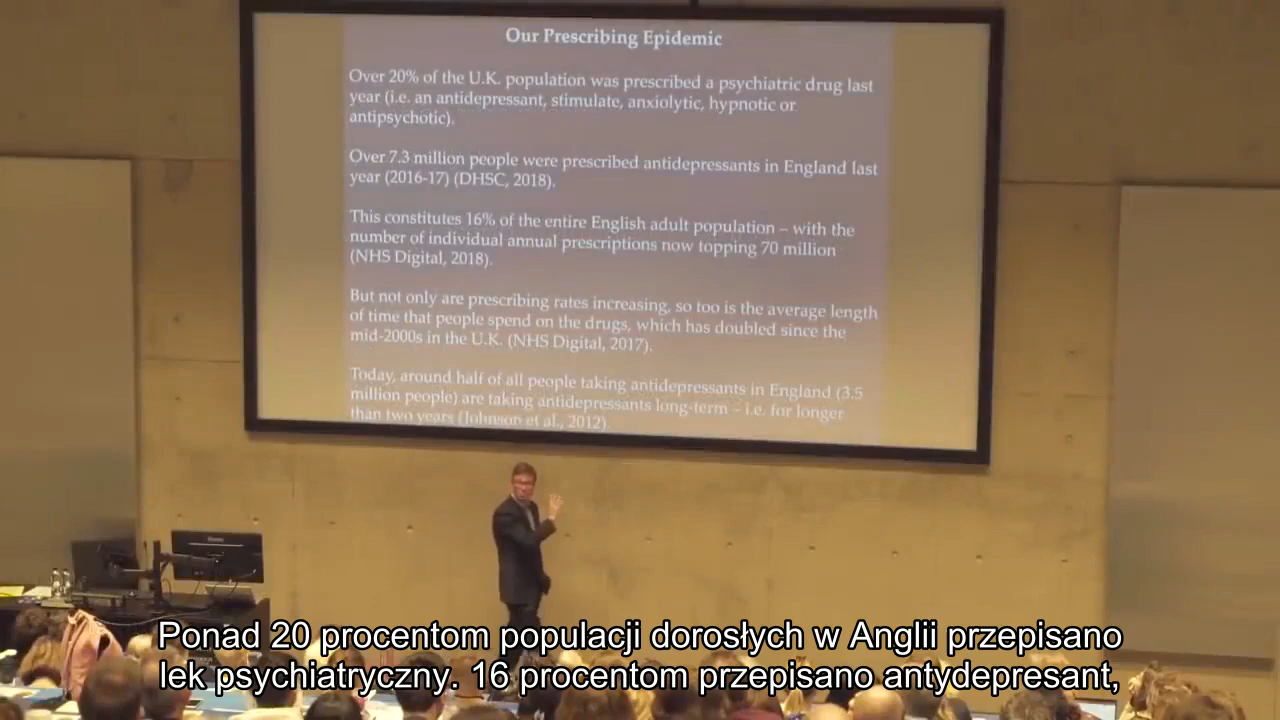 Our Prescribing Epidemic
Over 20% of the U.K. population was prescribed a psychiatric drug last
year (i.e. an antidepressant, stimulate, anxiolytic, hypnotic or
antipsychotic).
Over 7.3 million people were prescribed antidepressants in England last
year (2016-17) (DHSC, 2018).
This constitutes 16% of the entire English adult population – with the
number of individual annual prescriptions now topping 70 million
(NHS Digital, 2018).
But not only are prescribing rates increasing, so too is the average length
of time that people spend on the drugs, which has doubled since the
mid-2000s in the U.K. (NHS Digital, 2017).
Today, around half of all people taking antidepressants in England (3.5
million people) are taking antidepressants long-term – i.e. for longer
than two years (Johnson et al., 2012).
Ponad 20 procentom populacji dorosłych w Anglii przepisano
lek psychiatryczny. 16 procentom przepisano antydepresant,